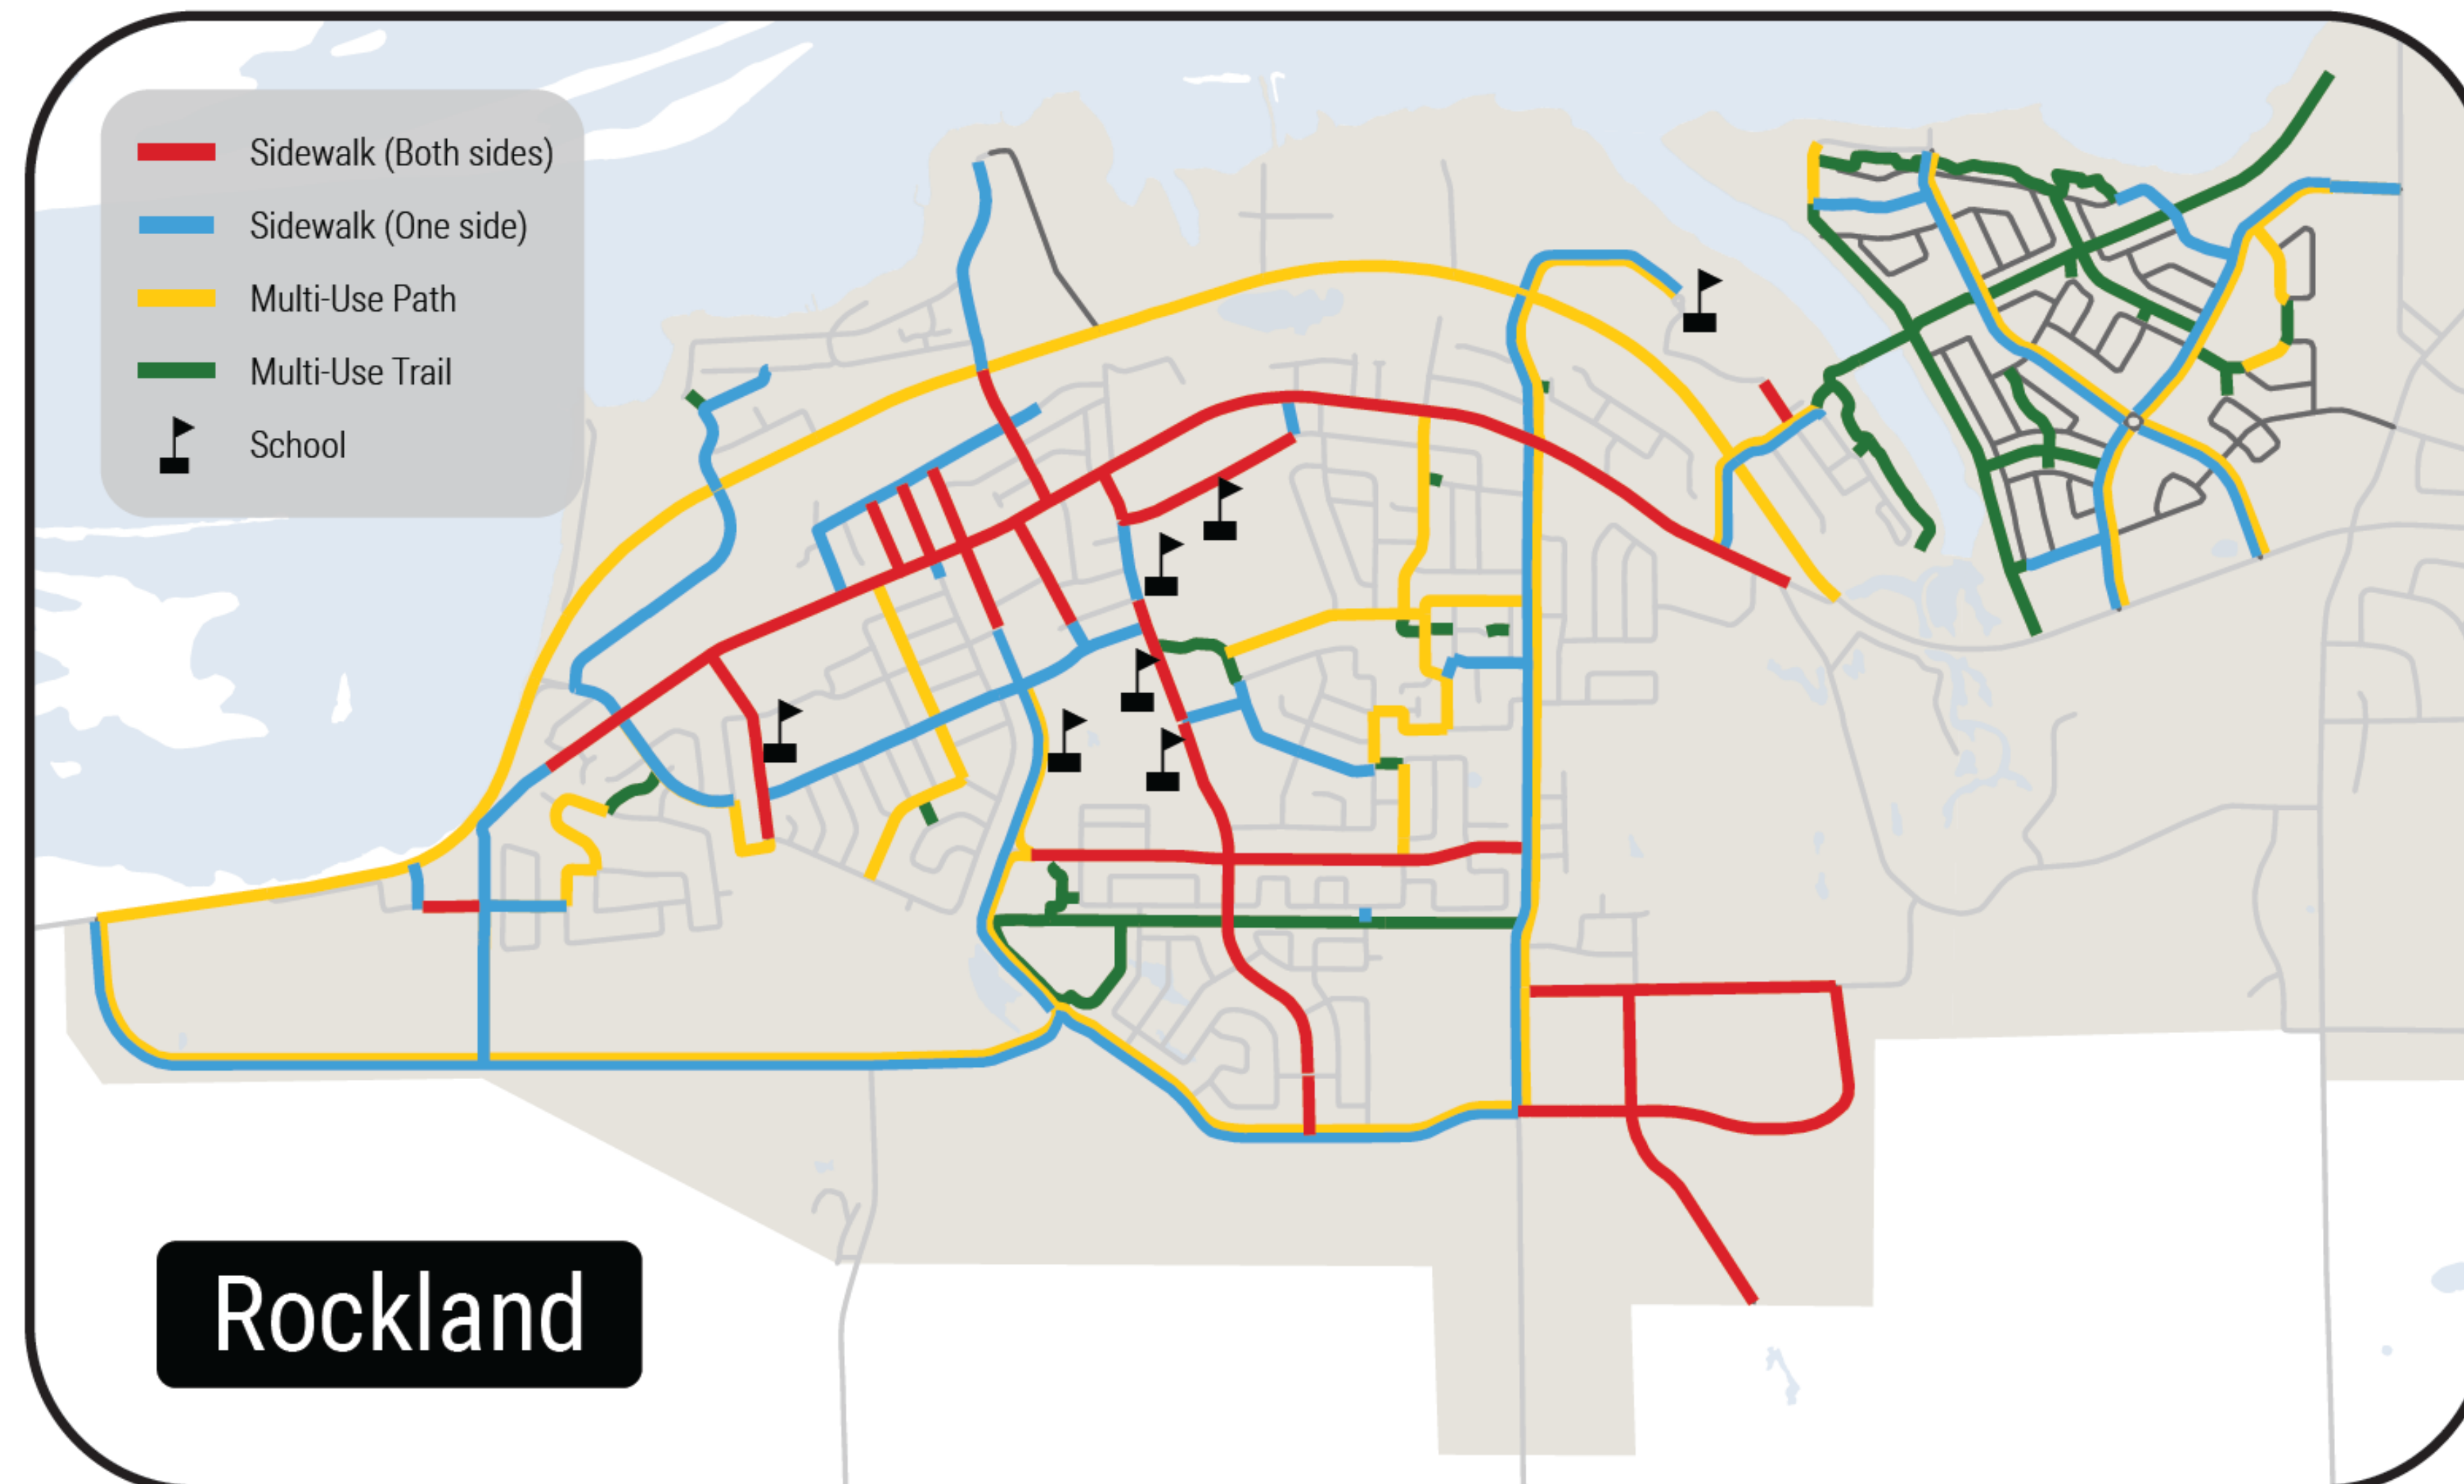 Sidewalk (Both sides)
Sidewalk (One side)
Multi-Use Path
Multi-Use Trail
School
Rockland